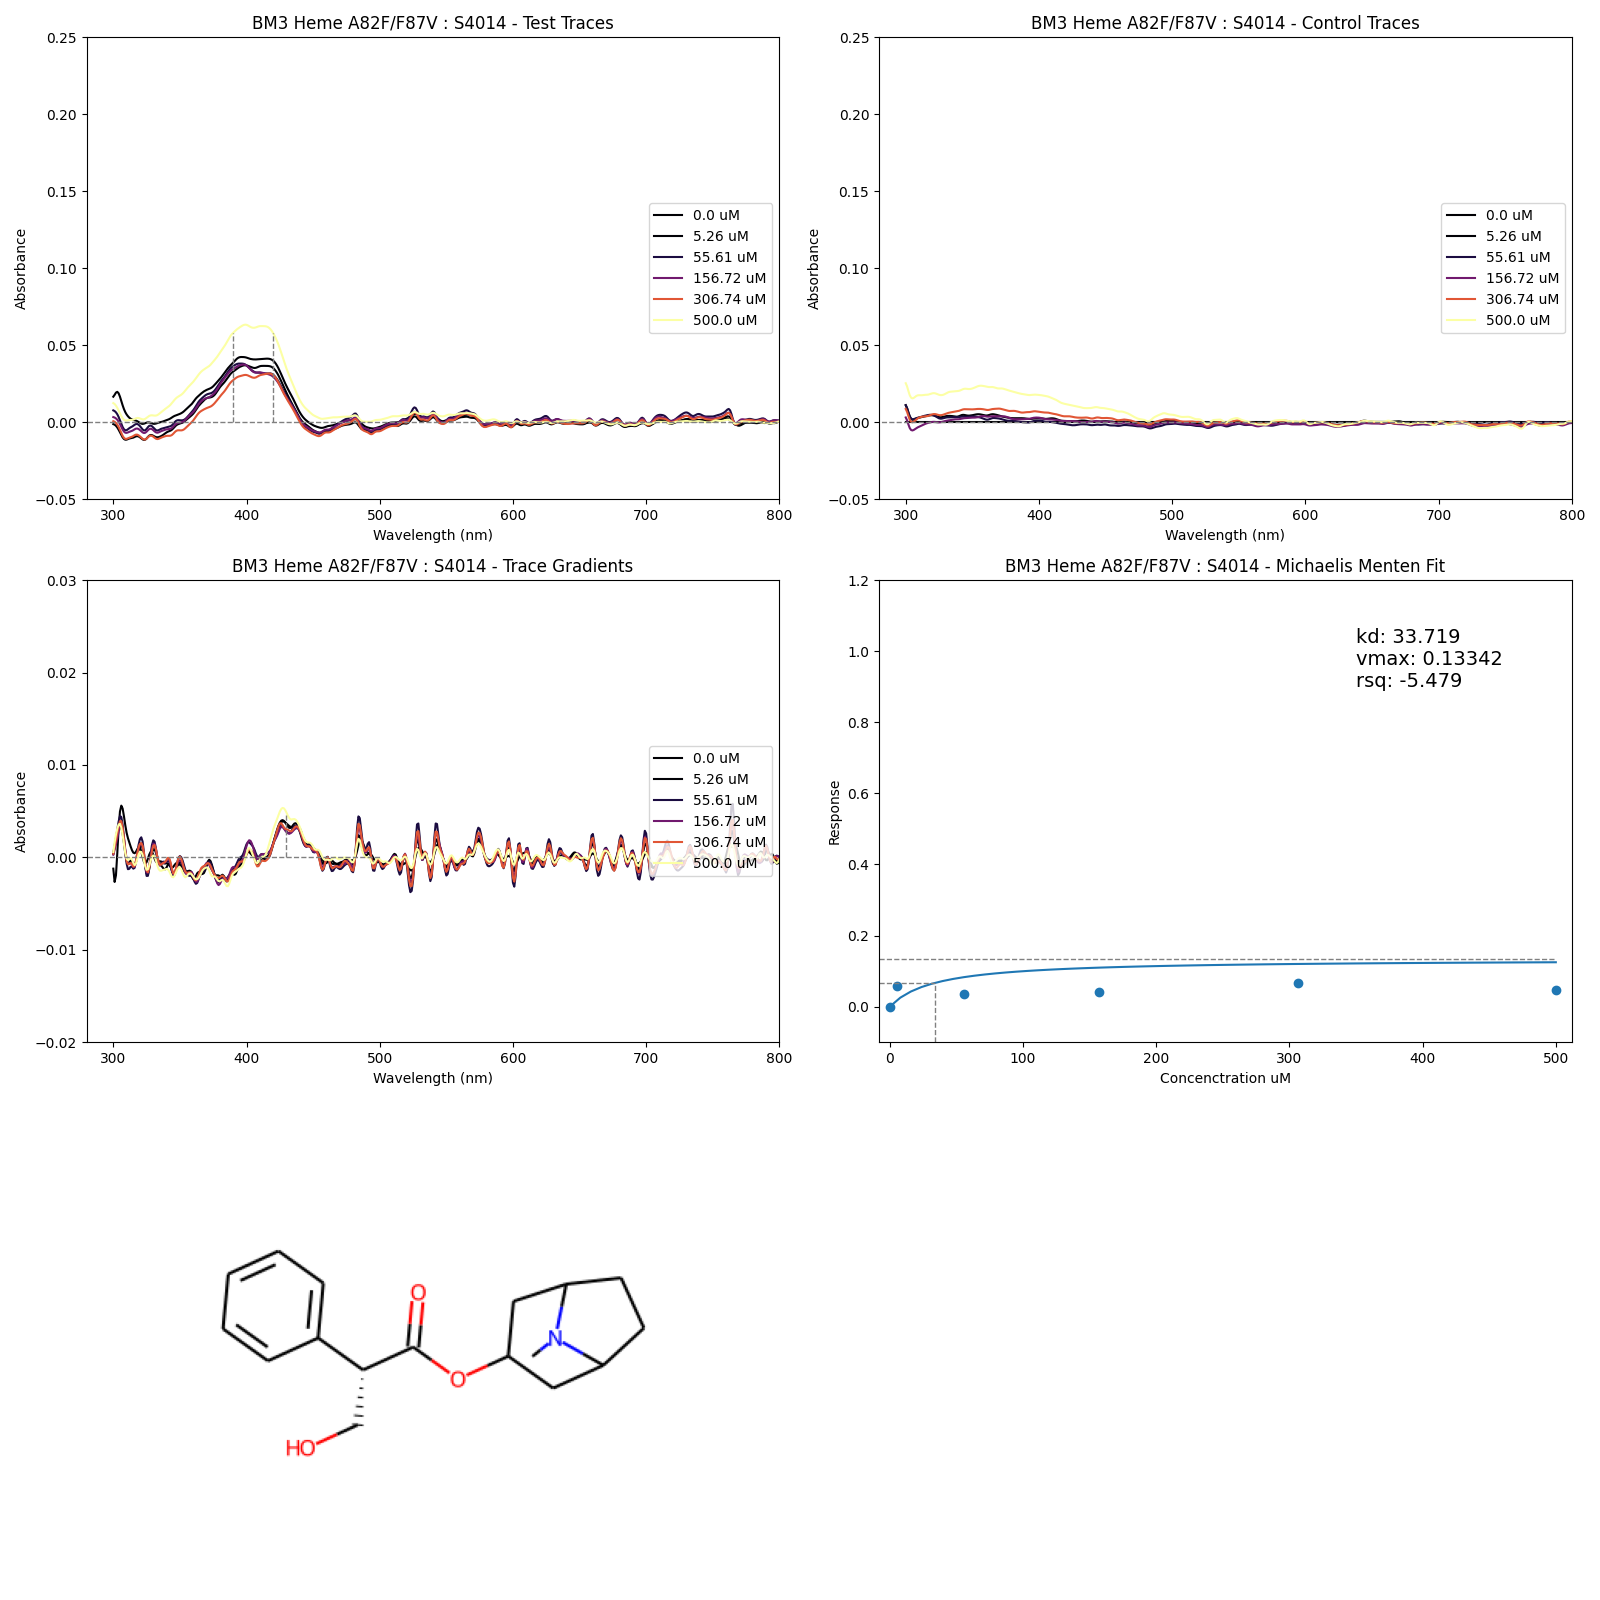 BM3 Heme A82F/F87V : S4014 - Test Traces
0.25
0.20
0.15
0.10
0.05
0.00
−0.05
Absorbance
300 400 500 600 700 800
Wavelength (nm)
0.0 uM
5.26 uM
55.61 uM
156.72 uM
306.74 uM
500.0 uM
BM3 Heme A82F/F87V : S4014 - Control Traces
0.25
0.20
0.15
0.10
0.05
0.00
−0.05
Absorbance
300 400 500 600 700 800
Wavelength (nm)
0.0 uM
5.26 uM
55.61 uM
156.72 uM
306.74 uM
500.0 uM
BM3 Heme A82F/F87V : S4014 - Trace Gradients
0.03
0.02
0.01
0.00
−0.01
−0.02
Absorbance
300 400 500 600 700 800
Wavelength (nm)
0.0 uM
5.26 uM
55.61 uM
156.72 uM
306.74 uM
500.0 uM
BM3 Heme A82F/F87V : S4014 - Michaelis Menten Fit
1.2
1.0
0.8
0.6
0.4
0.2
0.0
Response
0 100 200 300 400 500
Concenctration uM
kd: 33.719
vmax: 0.13342
rsq: -5.479
O
N
O
HO